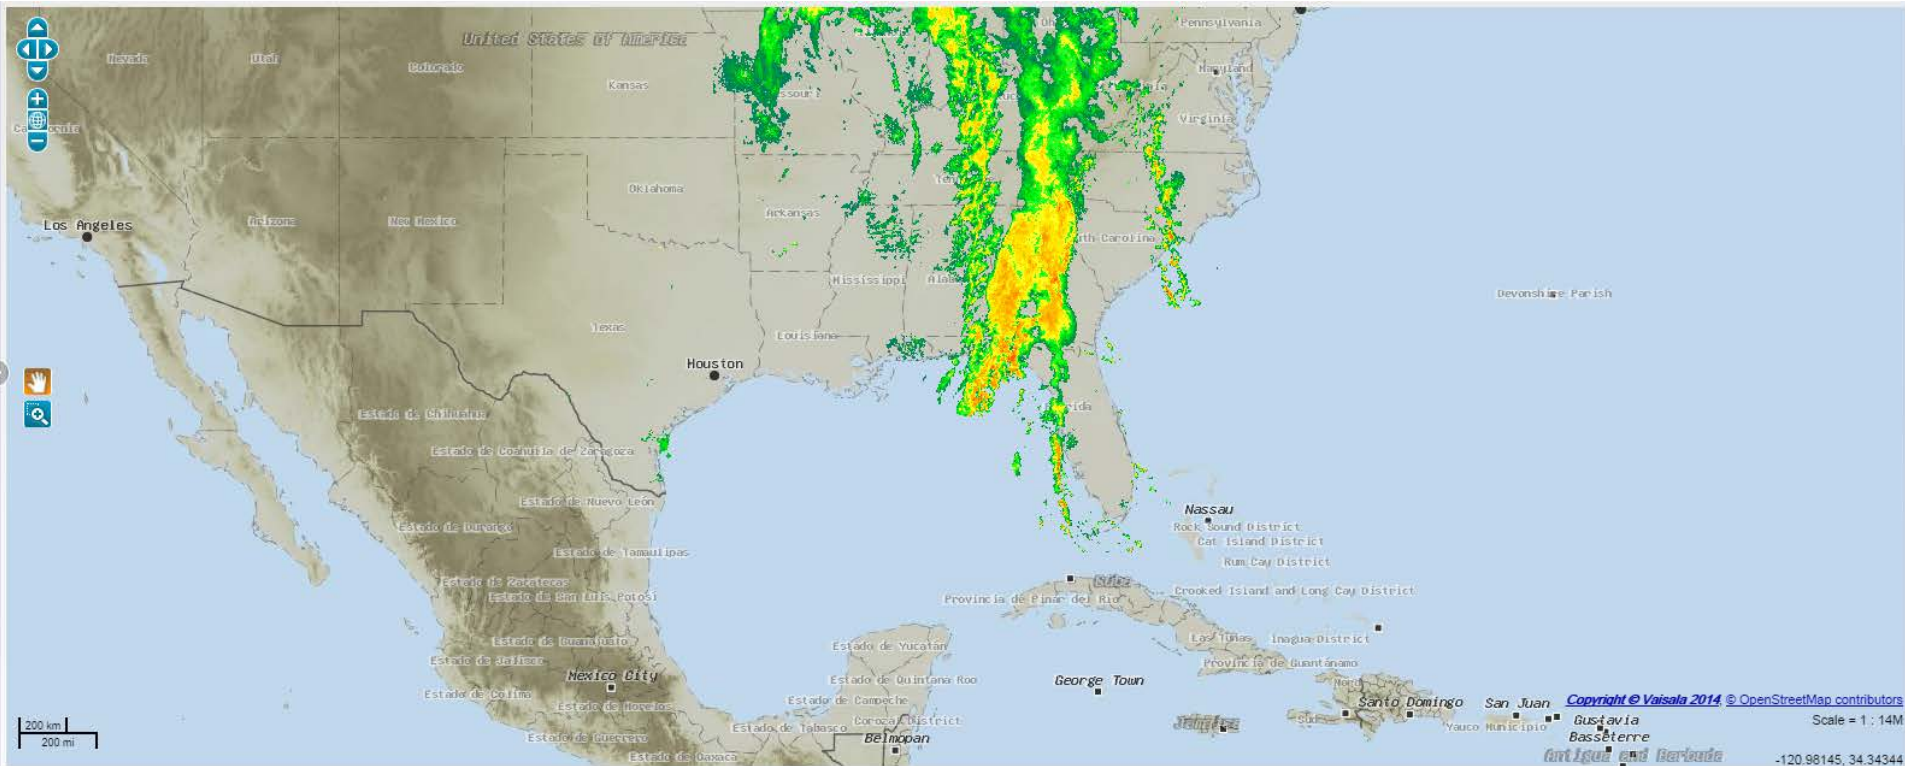 Pennsylvania
United States of America
Nevada
Utah
Colorado
Maryland
Kansas
Virginia
Oklahoma
Arkansas
Los Angeles
Arizona
New Mexico
Mississippi
Devonshire Parish
Texas
Louisiana
Houston
Estado de Chihuahua
Estado de Coahuila de Zaragoza
Estado de Nuevo León
Nassau
Estado de Durango
Rock Sound District
Cat Island District
Estado de Tamaulipas
Rum Cay District
Estado de Zacatecas
Estado de San Luis Potosí
Provincia de Pinar del Río
Crooked Island and Long Cay District
Estado de Guanajuato
Estado de Yucatán
Las Tunas
Inagua District
Estado de Jalisco
Provincia de Guantánamo
Mexico City
Estado de Quintana Roo
George Town
Estado de Colima
Estado de Campeche
Nord
Santo Domingo
San Juan
Copyright © Vaisala 2014, © OpenStreetMap contributors
Estado de Morelos
Corozal District
Jamaica
Sud
Gustavia
Scale = 1 : 14M
200 km
Estado de Tabasco
Yauco Municipio
200 mi
Estado de Guerrero
Belmopan
Basseterre
Estado de Oaxaca
Antigua and Barbuda
-120.98145, 34.34344